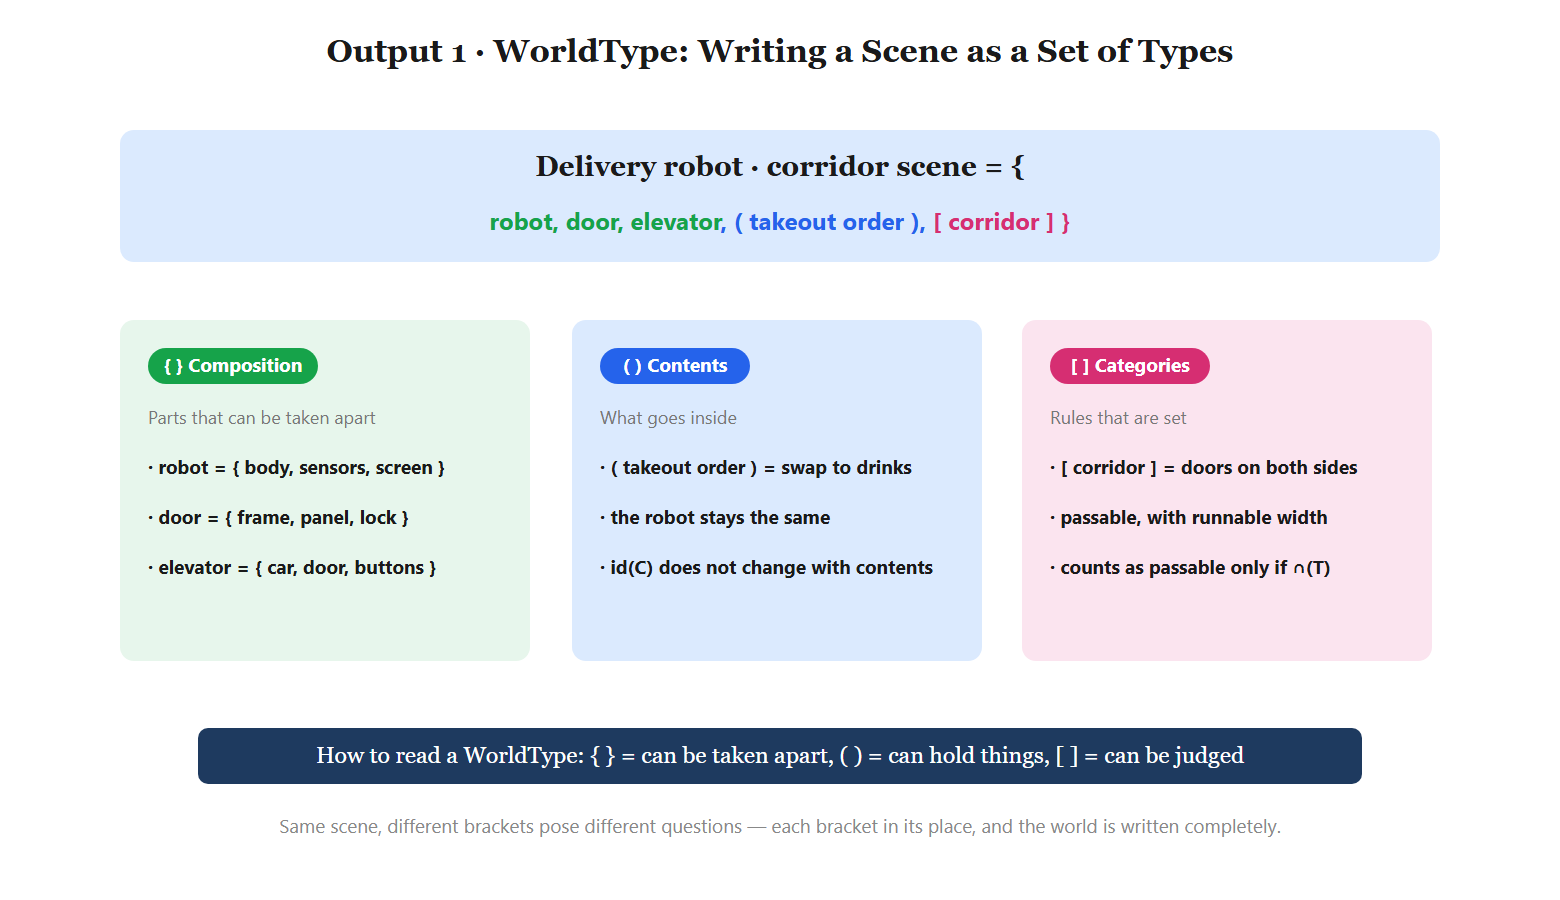 Output 1 · WorldType: Writing a Scene as a Set of Types
Delivery robot · corridor scene = {
robot, door, elevator, ( takeout order ), [ corridor ] }
{ } Composition
Parts that can be taken apart
· robot = { body, sensors, screen }
· door = { frame, panel, lock }
· elevator = { car, door, buttons }
( ) Contents
What goes inside
· ( takeout order ) = swap to drinks
· the robot stays the same
· id(C) does not change with contents
[ ] Categories
Rules that are set
· [ corridor ] = doors on both sides
· passable, with runnable width
· counts as passable only if ∩(T)
How to read a WorldType: { } = can be taken apart, ( ) = can hold things, [ ] = can be judged
Same scene, different brackets pose different questions — each bracket in its place, and the world is written completely.